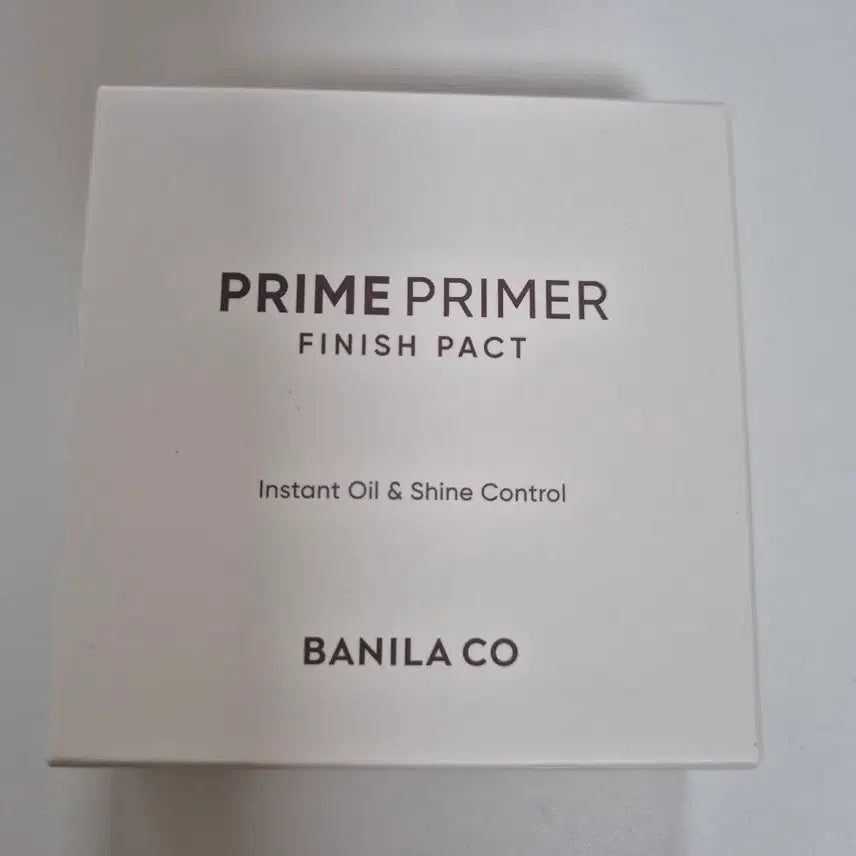 PRIME PRIMER
FINISH PACT
Instant Oil & Shine Control
BANILA CO